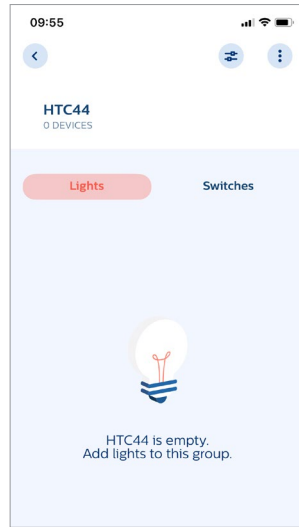 09:55
HTC44
0 DEVICES
Lights Switches
HTC44 is empty.
Add lights to this group.